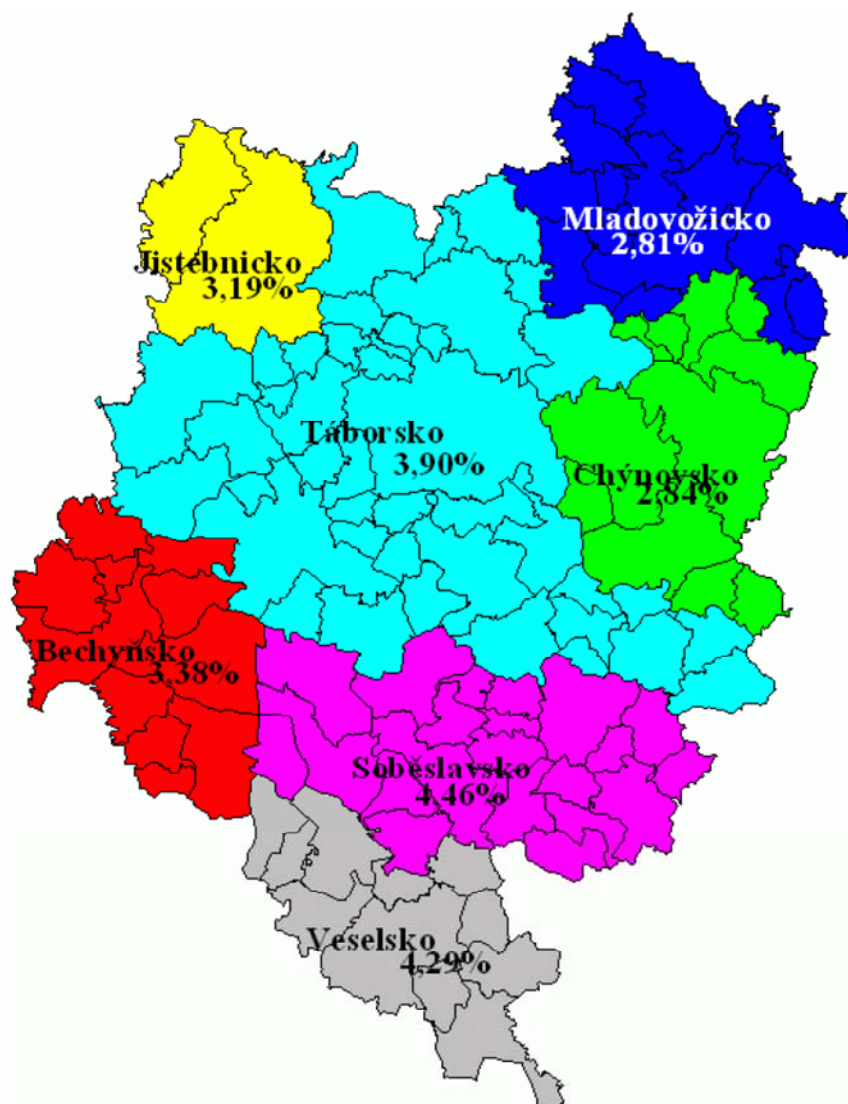 Mladovožicko
2,81%
Jistebnicko
3,19%
Táborsko
3,90%
Chýnovsko
2,84%
Bechyňsko
3,38%
Soběslavsko
4,46%
Veselsko
4,29%